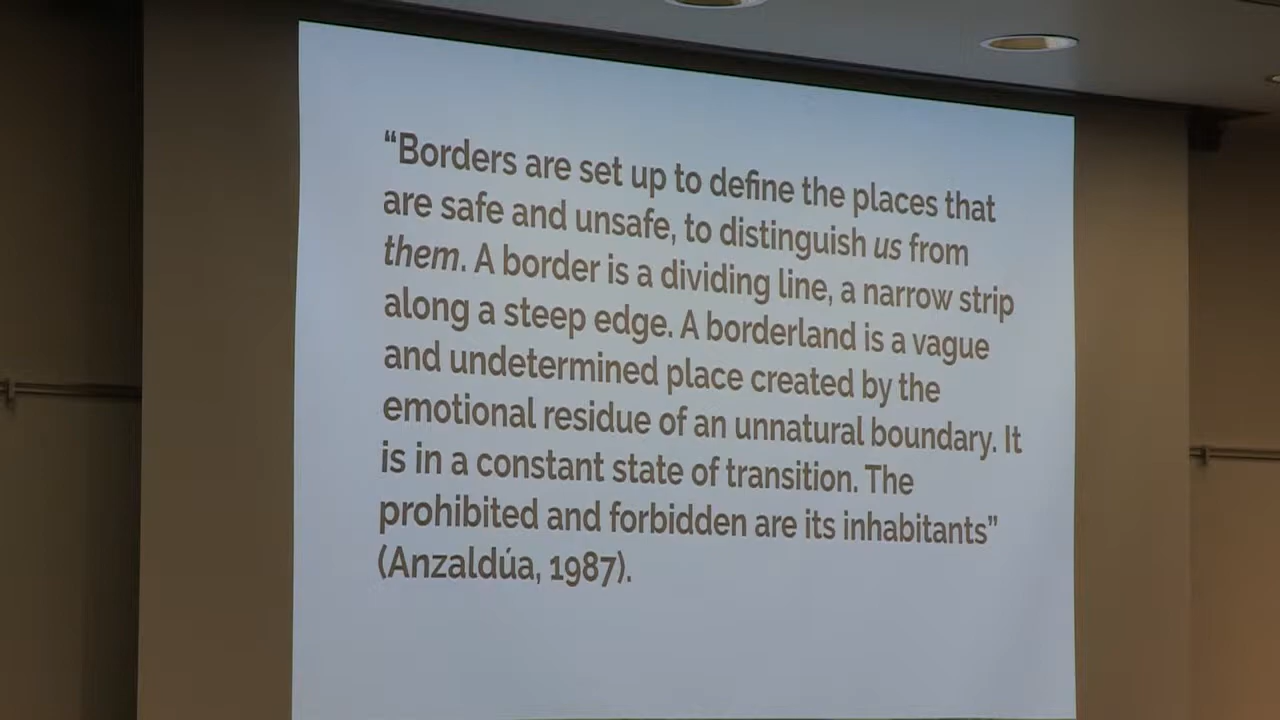 “Borders are set up to define the places that
are safe and unsafe, to distinguish us from
them. A border is a dividing line, a narrow strip
along a steep edge. A borderland is a vague
and undetermined place created by the
emotional residue of an unnatural boundary. It
is in a constant state of transition. The
prohibited and forbidden are its inhabitants”
(Anzaldúa, 1987).